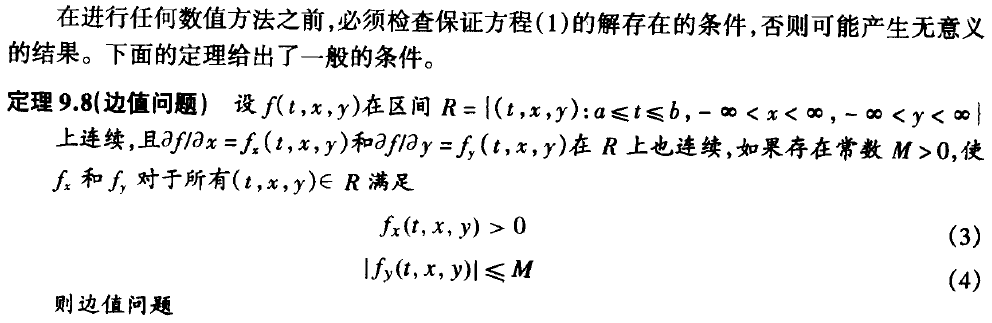 在进行任何数值方法之前,必须检查保证方程(1)的解存在的条件,否则可能产生无意义
的结果。下面的定理给出了一般的条件。
定理 9.8(边值问题) 设 f(t,x,y)在区间 R = {(t,x,y):a≤t≤b, -∞<x<∞, -∞<y<∞}
上连续,且∂f/∂x = fₓ(t,x,y)和∂f/∂y = f_y(t,x,y)在 R 上也连续,如果存在常数 M>0,使
fₓ 和 f_y 对于所有(t,x,y)∈ R 满足
fₓ(t, x, y) > 0 (3)
|f_y(t, x, y)| ≤ M (4)
则边值问题